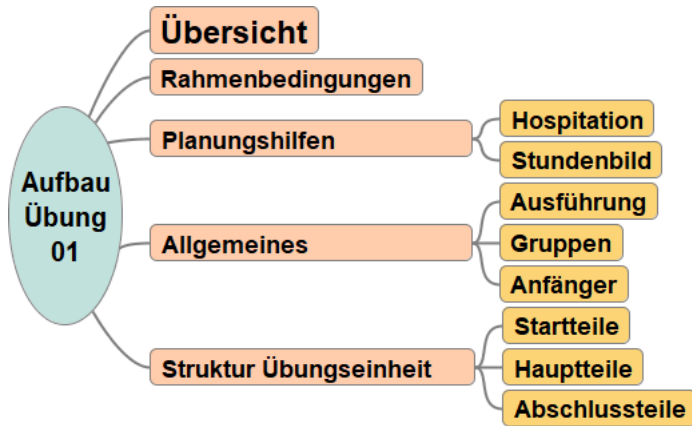 Übersicht
Rahmenbedingungen
Planungshilfen
Hospitation
Stundenbild
Aufbau
Übung
01
Allgemeines
Ausführung
Gruppen
Anfänger
Struktur Übungseinheit
Startteile
Hauptteile
Abschlussteile